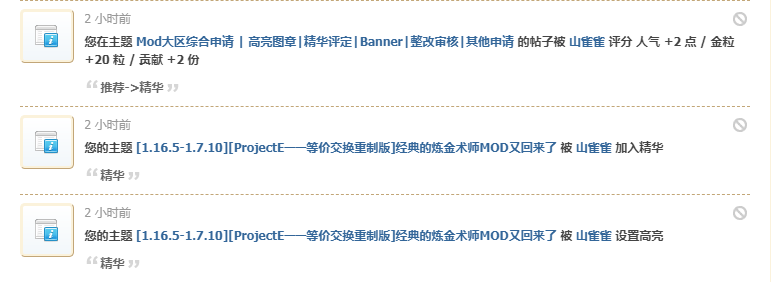 2 小时前
您在主题 Mod大区综合申请 | 高亮图章|精华评定|Banner|整改审核|其他申请 的帖子被 山雀雀 评分 人气 +2 点 / 金粒
+20 粒 / 贡献 +2 份
“ 推荐->精华 ”
2 小时前
您的主题 [1.16.5-1.7.10][ProjectE——等价交换重制版]经典的炼金术师MOD又回来了 被 山雀雀 加入精华
“ 精华 ”
2 小时前
您的主题 [1.16.5-1.7.10][ProjectE——等价交换重制版]经典的炼金术师MOD又回来了 被 山雀雀 设置高亮
“ 精华 ”